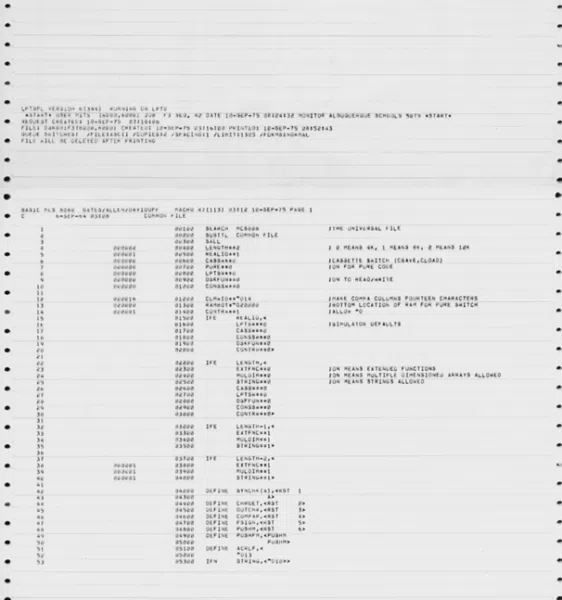 LPTSPL VERSION 6(344) RUNNING ON LPT0
*START* USER MITS [6000,6000] JOB F3 SEQ. 42 DATE 10-SEP-75 MONITOR ALBUQUERQUE SCHOOLS *START*
REQUEST CREATED: 10-SEP-75
FILE: CREATED: 10-SEP-75 PRINTED: 10-SEP-75
QUEUE SWITCHES: /FILE:ASCII /COPIES: /SPACING:1 /LIMIT: /FORMS:NORMAL
FILE WILL BE DELETED AFTER PRINTING
BASIC MCS 8080 GATES/ALLEN/DAVIDOFF MACRO 47(113) 03:12 10-SEP-75 PAGE 1
C 6-SEP-64 COMMON FILE
1 00100 SEARCH MCS808 /THE UNIVERSAL FILE
2 00200 SUBTTL COMMON FILE
3 00300 SALL
4 000000 00400 LENGTH==0 / 0 MEANS 4K, 1 MEANS 8K, 2 MEANS 12K
5 000001 00500 REALIO==1
6 000000 00600 CASSW==0 /CASSETTE SWITCH (CSAVE,CLOAD)
7 000000 00700 PURE==0 /ON FOR PURE CODE
8 000000 00800 LPTSW==0
9 000000 00900 DSKFUN==0 /ON TO READ/WRITE
10 000000 01000 CONSSW==0
11
12 000016 01200 CLMWID==^D14 /MAKE COMMA COLUMNS FOURTEEN CHARACTERS
13 020000 01300 RAMBOT=^O20000 /BOTTOM LOCATION OF RAM FOR PURE SWITCH
14 000001 01400 CONTRW==1 /ALLOW ^O
15 01500 IFE REALIO,<
16 01600 LPTSW==0 /SIMULATOR DEFAULTS
17 01700 CASSW==0
18 01800 CONSSW==0
19 01900 DSKFUN==0
20 02000 CONTRW==0>
21
22 02200 IFE LENGTH,<
23 02300 EXTFNC==0 /ON MEANS EXTENDED FUNCTIONS
24 02400 MULDIM==0 /ON MEANS MULTIPLE DIMENSIONED ARRAYS ALLOWED
25 02500 STRING==0 /ON MEANS STRINGS ALLOWED
26 02600 CASSW==0
27 02700 LPTSW==0
28 02800 DSKFUN==0
29 02900 CONSSW==0
30 03000 CONTRW==0>
31
32 03200 IFE LENGTH-1,<
33 03300 EXTFNC==1
34 03400 MULDIM==1
35 03500 STRING==1>
36
37 03700 IFE LENGTH-2,<
38 000001 03800 EXTFNC==1
39 000001 03900 MULDIM==1
40 000001 04000 STRING==1>
41
42 04200 DEFINE SYNCHK(A),<RST 1
43 04300 A>
44 04400 DEFINE CHRGET,<RST 2>
45 04500 DEFINE OUTCHR,<RST 3>
46 04600 DEFINE COMPAR,<RST 4>
47 04700 DEFINE FSIGN,<RST 5>
48 04800 DEFINE PUSHM,<RST 6>
49 04900 DEFINE PUSHPM,<PUSHM
50 05000 PUSHM>
51 05100 DEFINE ACRLF,<
52 05200 ^D13
53 05300 IFN STRING,<^D10>>